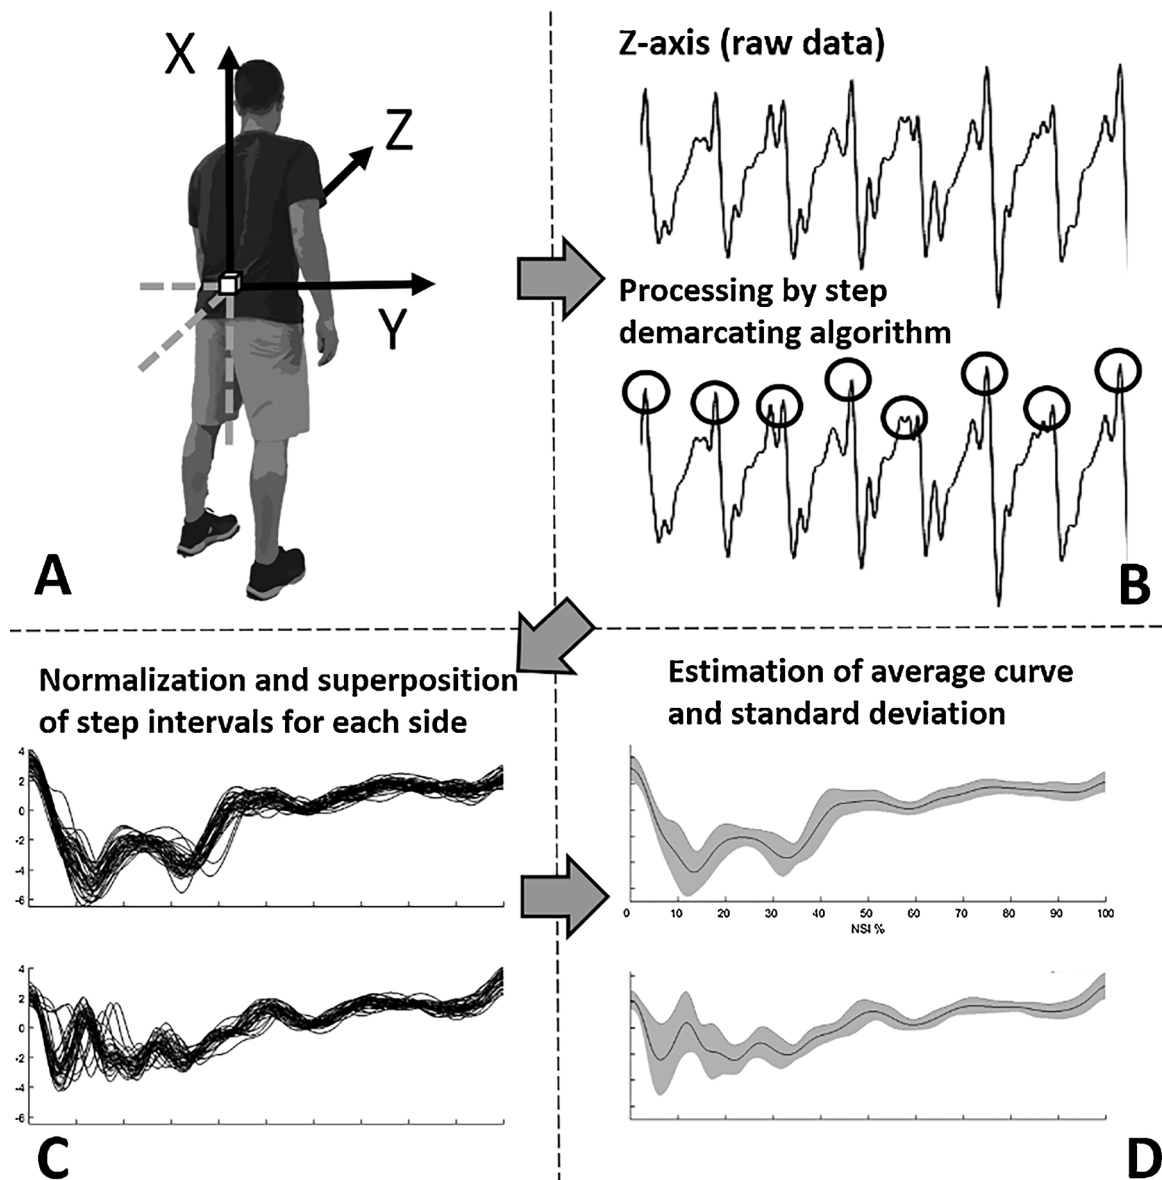 X
Z
Y
A
Z-axis (raw data)
Processing by step
demarcating algorithm
B
Normalization and superposition
of step intervals for each side
4
2
0
-2
-4
-6
4
2
0
-2
-4
-6
C
Estimation of average curve
and standard deviation
0 10 20 30 40 50 60 70 80 90 100
NSI %
D